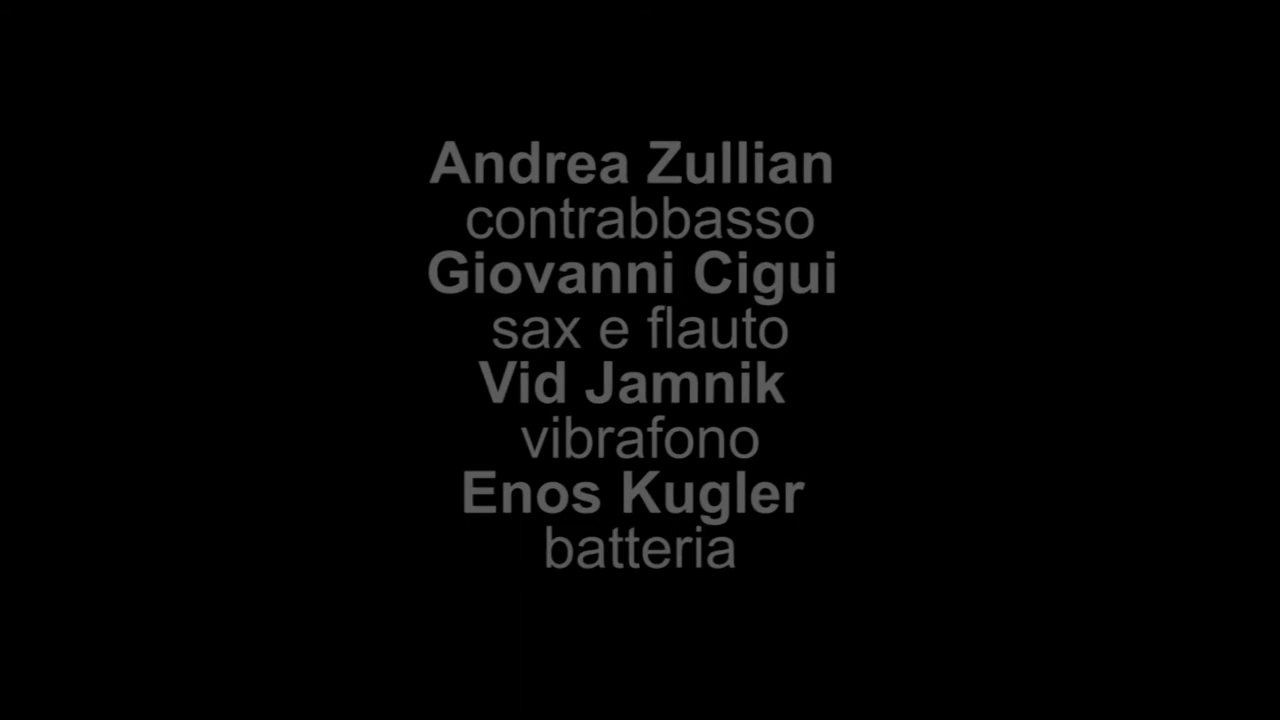 Andrea Zullian
contrabbasso
Giovanni Cigui
sax e flauto
Vid Jamnik
vibrafono
Enos Kugler
batteria